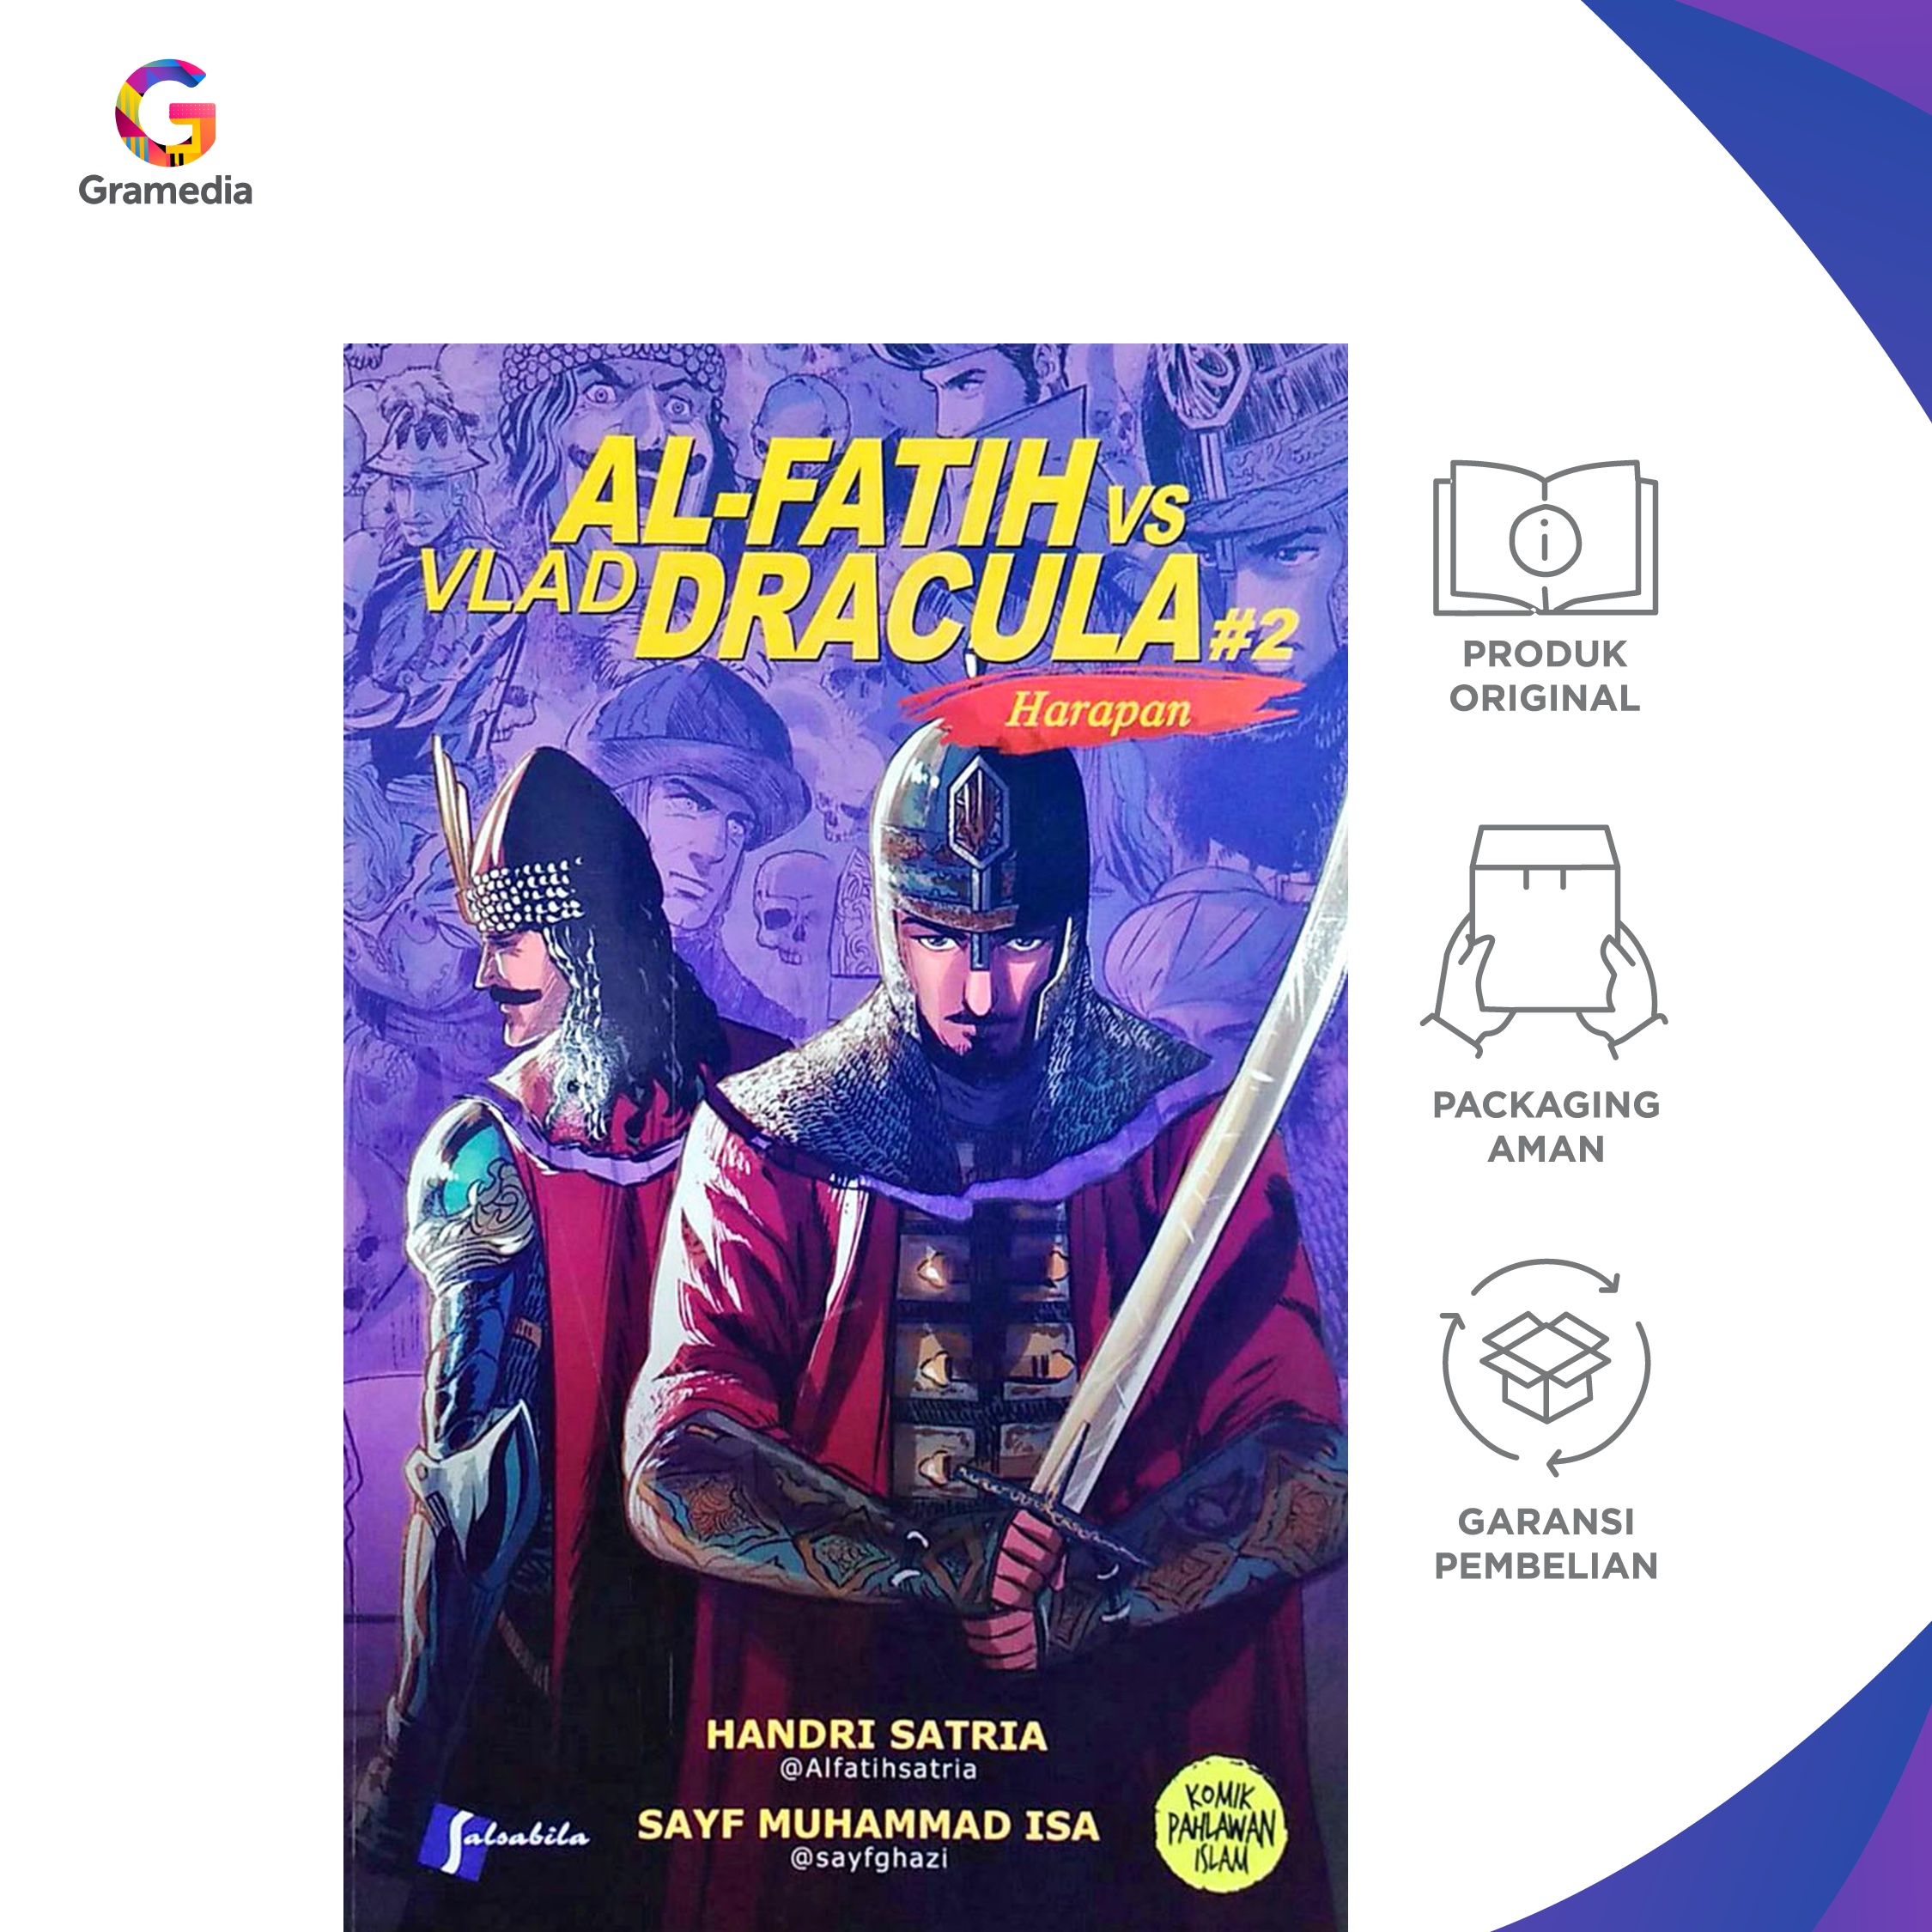 Gramedia
AL-FATIH VS
VLAD DRACULA #2
Harapan
HANDRI SATRIA
@Alfatihsatria
SAYF MUHAMMAD ISA
@sayfghazi
Salsabila
KOMIK
PAHLAWAN
ISLAM
PRODUK
ORIGINAL
PACKAGING
AMAN
GARANSI
PEMBELIAN